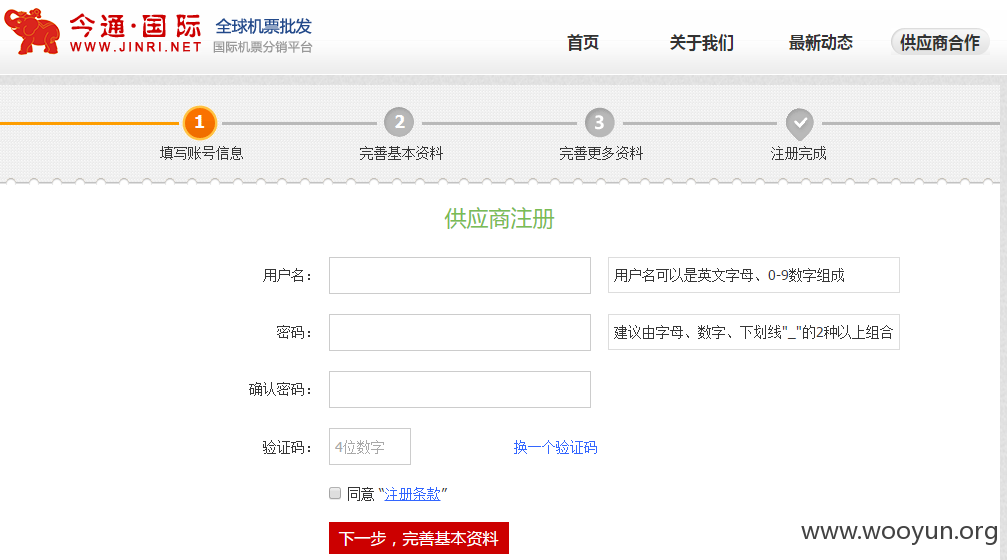 今通·国际 全球机票批发
WWW.JINRI.NET 国际机票分销平台
首页 关于我们 最新动态 供应商合作
1 2 3
填写账号信息 完善基本资料 完善更多资料 注册完成
供应商注册
用户名： 用户名可以是英文字母、0-9数字组成
密码： 建议由字母、数字、下划线"_"的2种以上组合
确认密码：
验证码： 4位数字 换一个验证码
同意 “注册条款”
下一步，完善基本资料
www.wooyun.org